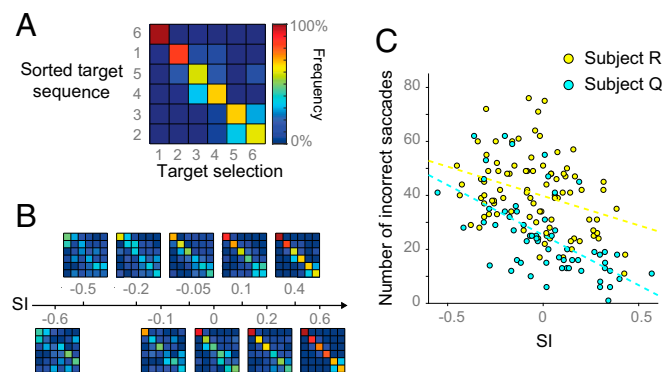 A
100%
6
1
5
4
3
2
Sorted target
sequence
Frequency
0%
1 2 3 4 5 6
Target selection
B
-0.5 -0.2 -0.05 0.1 0.4
SI
-0.6 -0.1 0 0.2 0.6
C
Subject R
Subject Q
Number of incorrect saccades
80
60
40
20
0
-0.5 0 0.5
SI